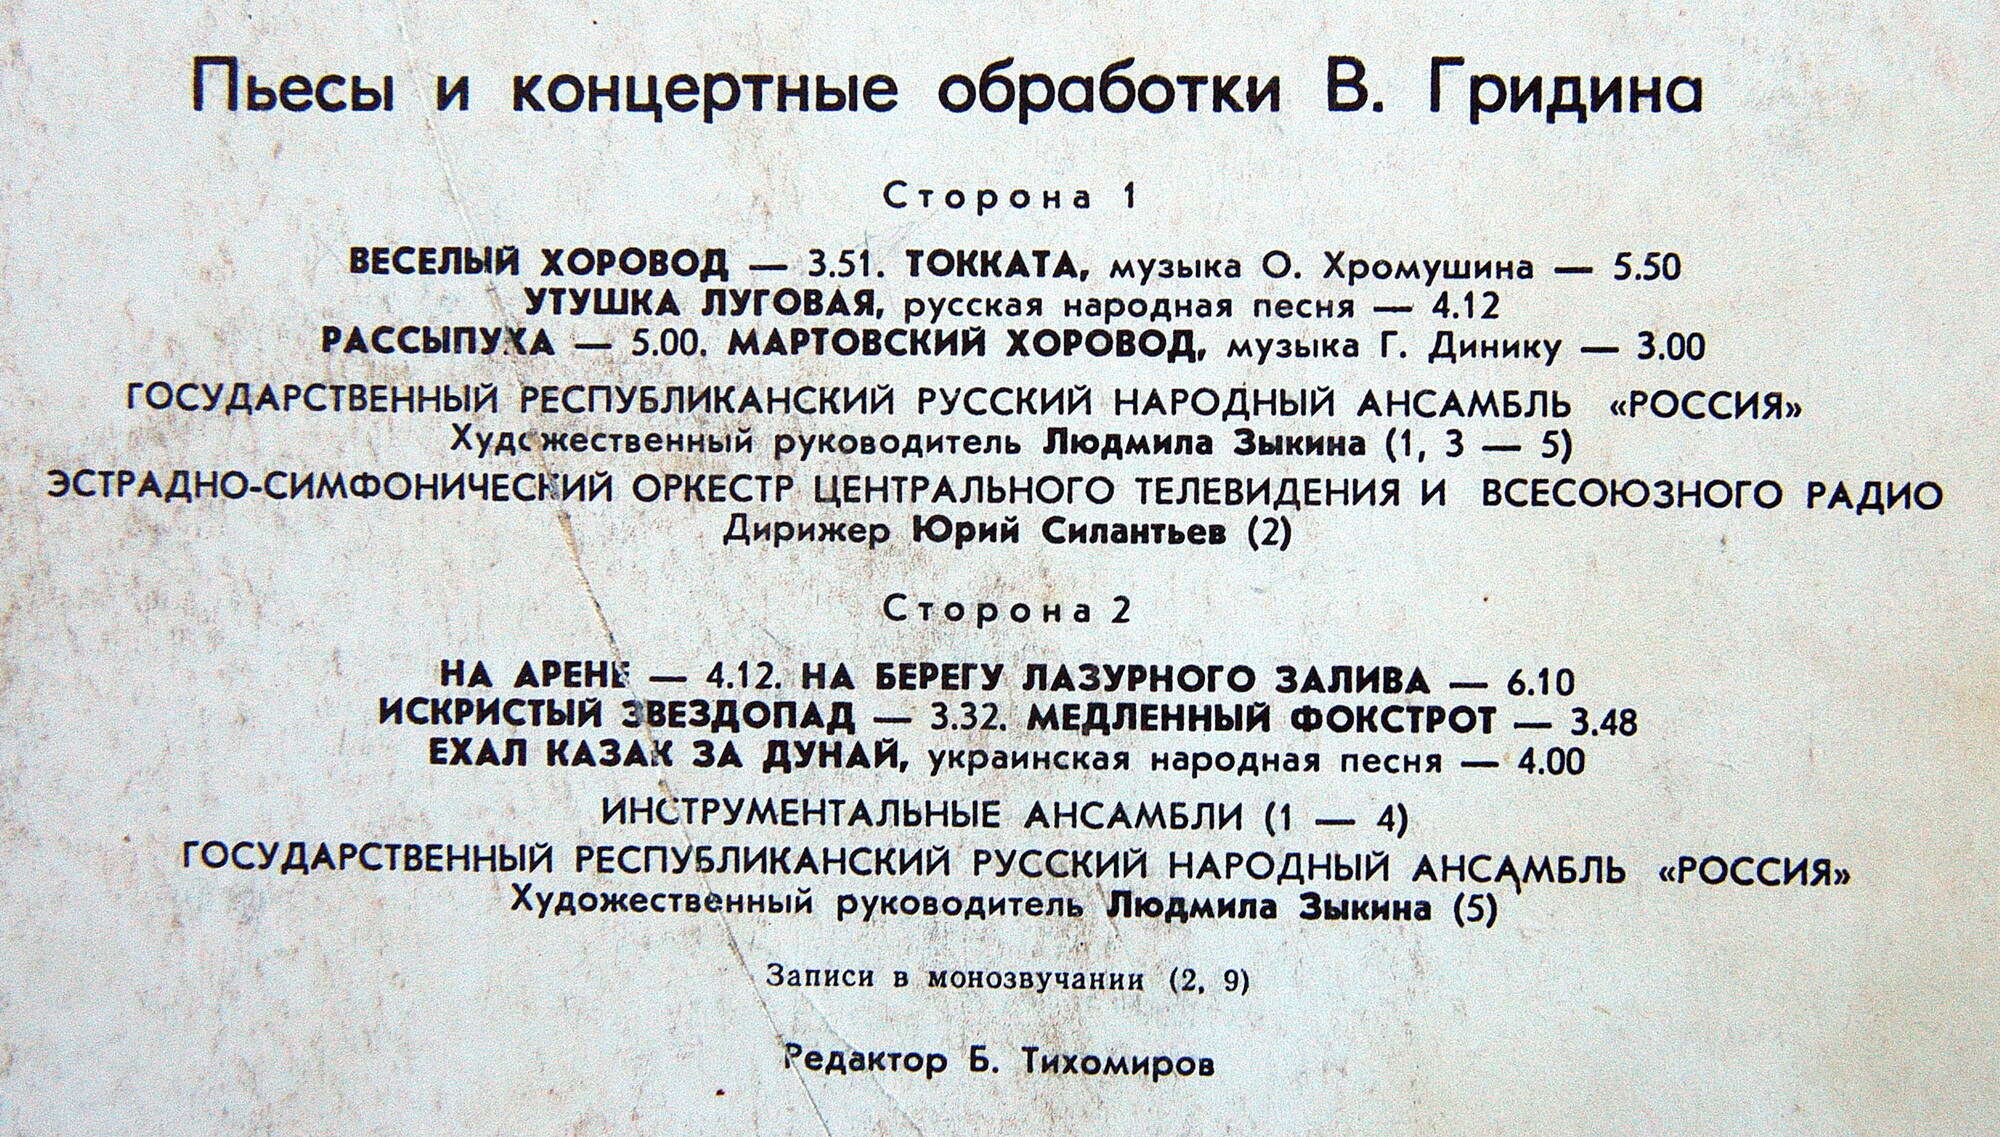 Пьесы и концертные обработки В. Гридина
Сторона 1
ВЕСЕЛЫЙ ХОРОВОД — 3.51. ТОККАТА, музыка О. Хромушина — 5.50
УТУШКА ЛУГОВАЯ, русская народная песня — 4.12
РАССЫПУХА — 5.00. МАРТОВСКИЙ ХОРОВОД, музыка Г. Динику — 3.00
ГОСУДАРСТВЕННЫЙ РЕСПУБЛИКАНСКИЙ РУССКИЙ НАРОДНЫЙ АНСАМБЛЬ «РОССИЯ»
Художественный руководитель Людмила Зыкина (1, 3 — 5)
ЭСТРАДНО-СИМФОНИЧЕСКИЙ ОРКЕСТР ЦЕНТРАЛЬНОГО ТЕЛЕВИДЕНИЯ И ВСЕСОЮЗНОГО РАДИО
Дирижер Юрий Силантьев (2)
Сторона 2
НА АРЕНЕ — 4.12. НА БЕРЕГУ ЛАЗУРНОГО ЗАЛИВА — 6.10
ИСКРИСТЫЙ ЗВЕЗДОПАД — 3.32. МЕДЛЕННЫЙ ФОКСТРОТ — 3.48
ЕХАЛ КАЗАК ЗА ДУНАЙ, украинская народная песня — 4.00
ИНСТРУМЕНТАЛЬНЫЕ АНСАМБЛИ (1 — 4)
ГОСУДАРСТВЕННЫЙ РЕСПУБЛИКАНСКИЙ РУССКИЙ НАРОДНЫЙ АНСАМБЛЬ «РОССИЯ»
Художественный руководитель Людмила Зыкина (5)
Записи в монозвучании (2, 9)
Редактор Б. Тихомиров